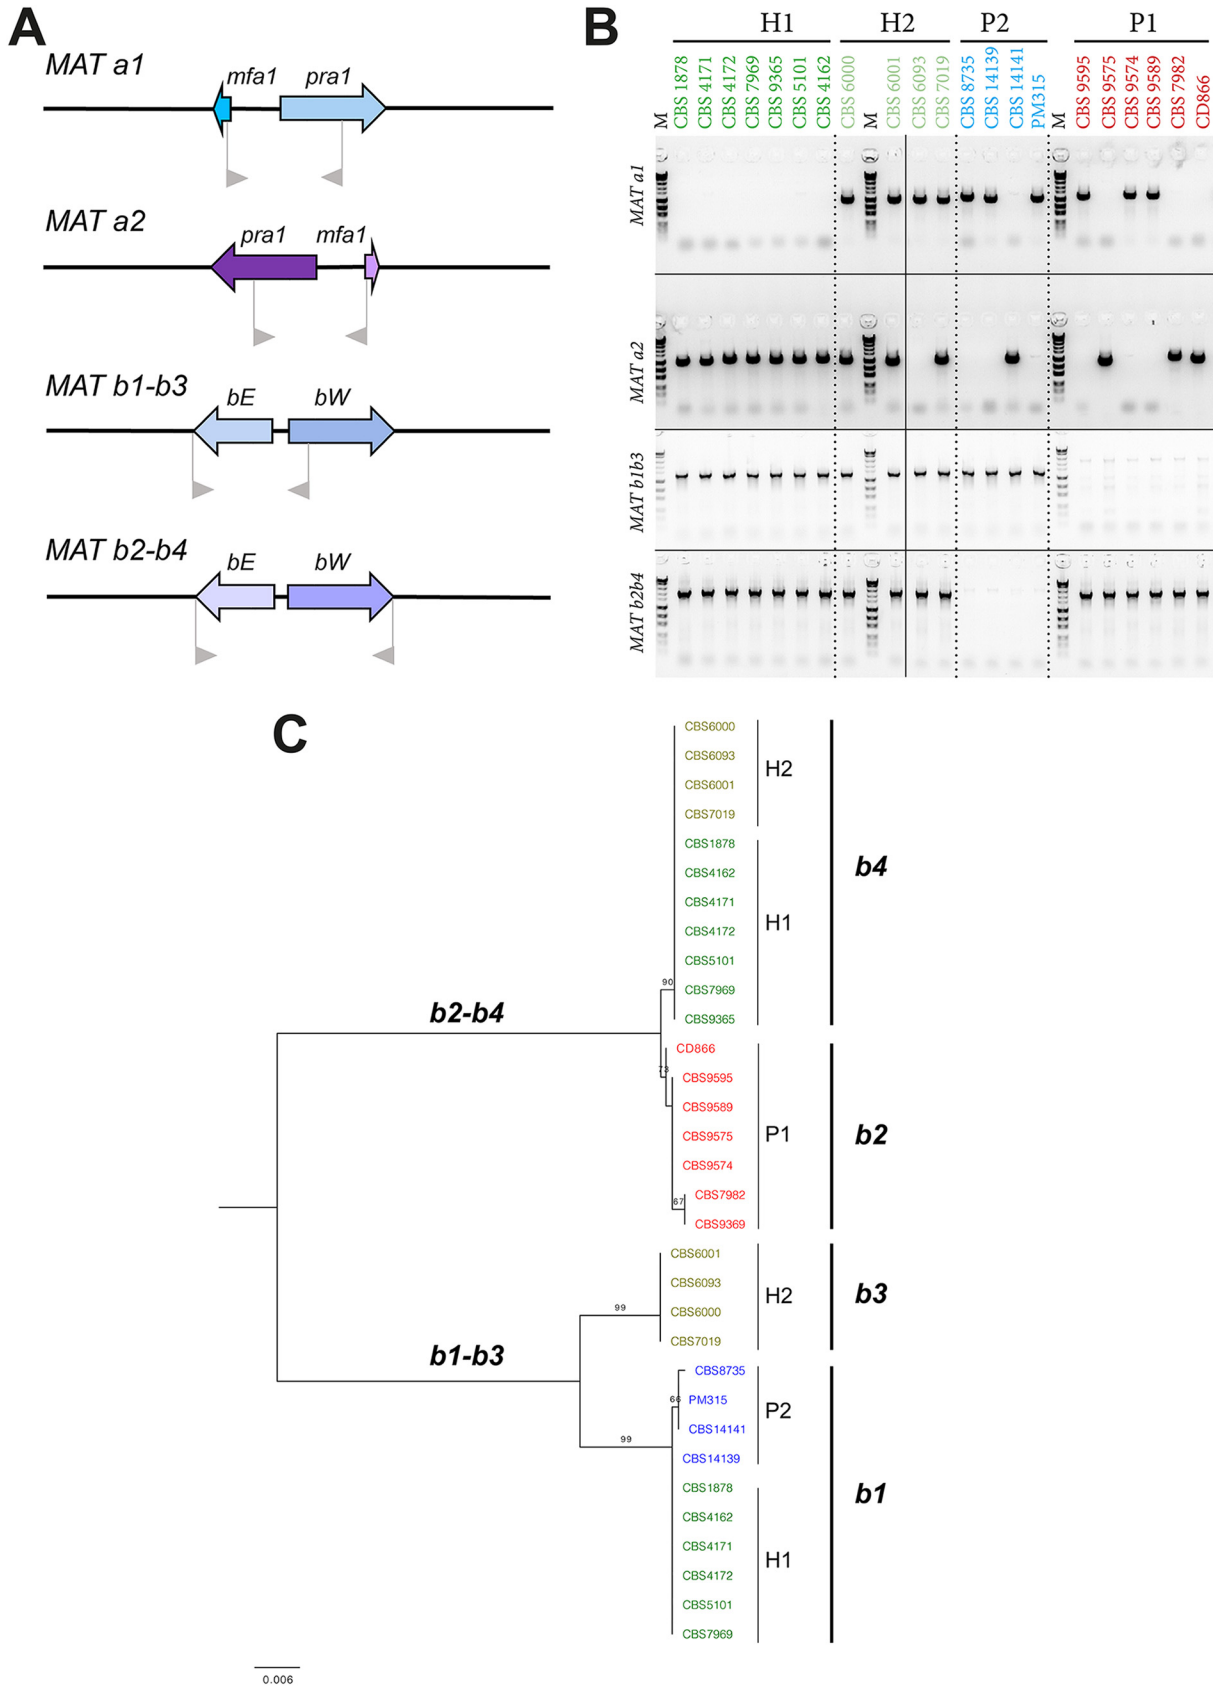 A
MAT a1
mfa1
pra1
MAT a2
pra1
mfa1
MAT b1-b3
bE
bW
MAT b2-b4
bE
bW
B
H1
H2
P2
P1
M
CBS 1878
CBS 4171
CBS 4172
CBS 7969
CBS 9365
CBS 5101
CBS 4162
CBS 6000
M
CBS 6001
CBS 6093
CBS 7019
CBS 8735
CBS 14139
CBS 14141
PM315
M
CBS 9595
CBS 9575
CBS 9574
CBS 9589
CBS 7982
CD866
MAT a1
MAT a2
MAT b1b3
MAT b2b4
C
CBS6000
CBS6093
CBS6001
CBS7019
H2
CBS1878
CBS4162
CBS4171
CBS4172
CBS5101
CBS7969
CBS9365
H1
b4
90
b2-b4
CD866
73
CBS9595
CBS9589
CBS9575
CBS9574
CBS7982
67
CBS9369
P1
b2
CBS6001
CBS6093
CBS6000
CBS7019
99
H2
b3
b1-b3
CBS8735
66
PM315
CBS14141
CBS14139
P2
99
CBS1878
CBS4162
CBS4171
CBS4172
CBS5101
CBS7969
H1
b1
0.006